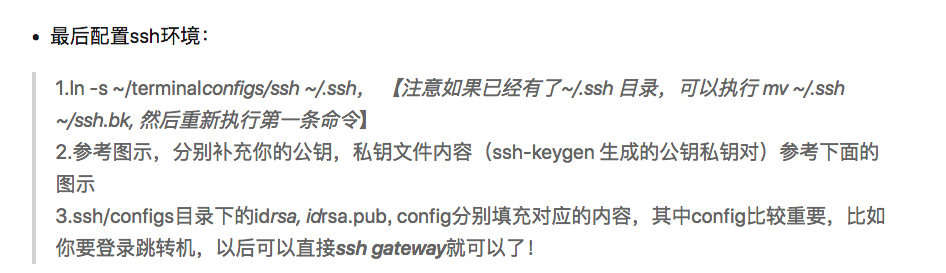 最后配置ssh环境：
1.ln -s ~/terminalconfigs/ssh ~/.ssh， 【注意如果已经有了~/.ssh 目录，可以执行 mv ~/.ssh
~/ssh.bk, 然后重新执行第一条命令】
2.参考图示，分别补充你的公钥，私钥文件内容（ssh-keygen 生成的公钥私钥对）参考下面的
图示
3.ssh/configs目录下的idrsa, idrsa.pub, config分别填充对应的内容，其中config比较重要，比如
你要登录跳转机，以后可以直接ssh gateway就可以了！